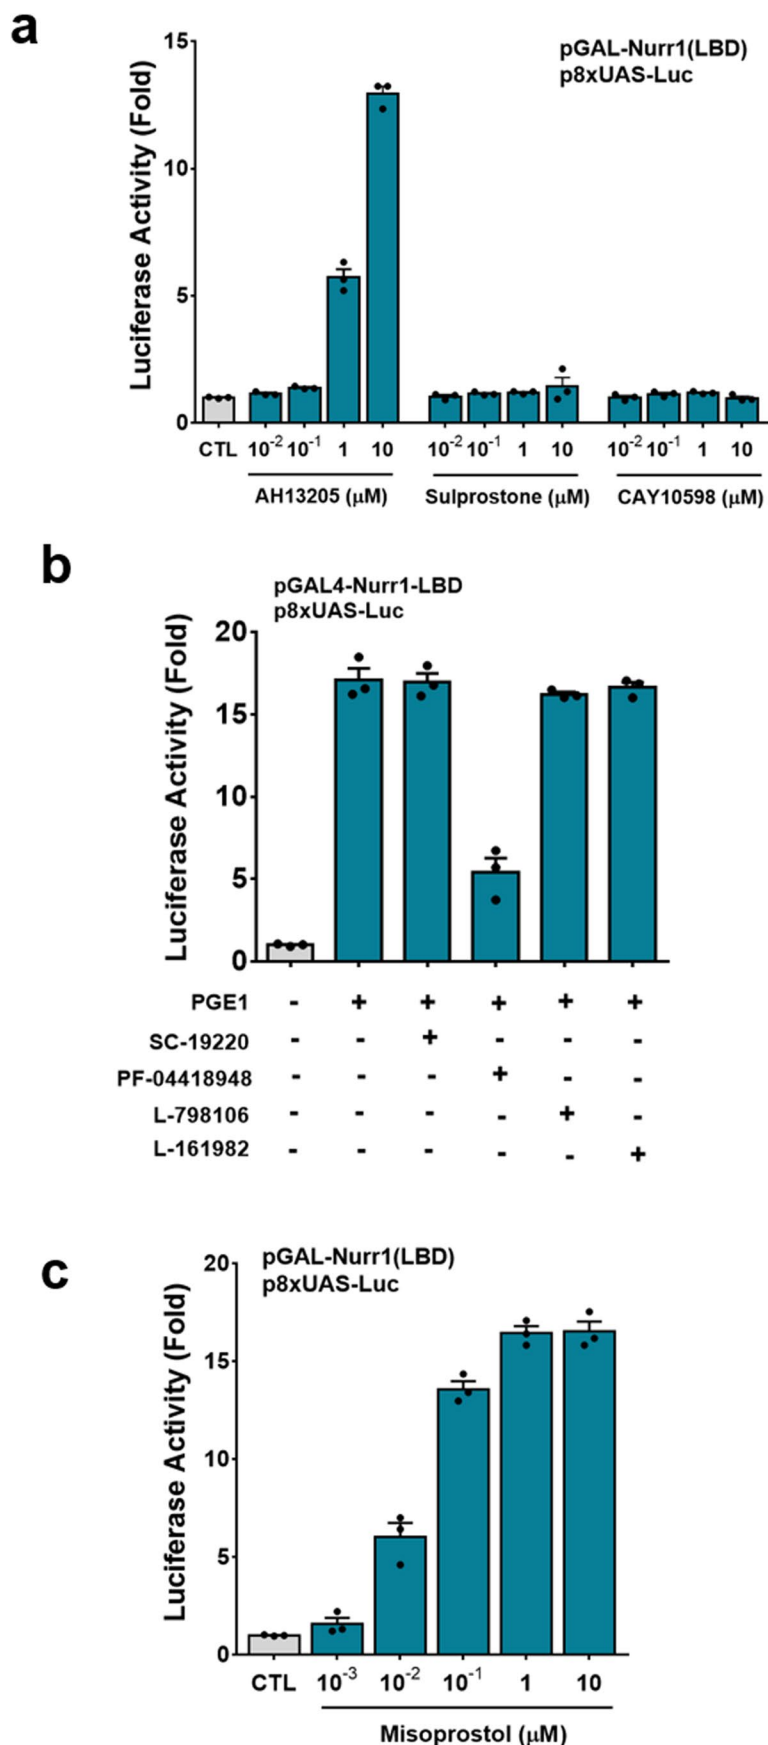 a
pGAL-Nurr1(LBD)
p8xUAS-Luc
Luciferase Activity (Fold)
15
10
5
0
CTL 10⁻² 10⁻¹ 1 10 10⁻² 10⁻¹ 1 10 10⁻² 10⁻¹ 1 10
AH13205 (μM) Sulprostone (μM) CAY10598 (μM)
b
pGAL4-Nurr1-LBD
p8xUAS-Luc
Luciferase Activity (Fold)
20
15
10
5
0
PGE1 - + + + + +
SC-19220 - - + - - -
PF-04418948 - - - + - -
L-798106 - - - - + -
L-161982 - - - - - +
c
pGAL-Nurr1(LBD)
p8xUAS-Luc
Luciferase Activity (Fold)
20
15
10
5
0
CTL 10⁻³ 10⁻² 10⁻¹ 1 10
Misoprostol (μM)